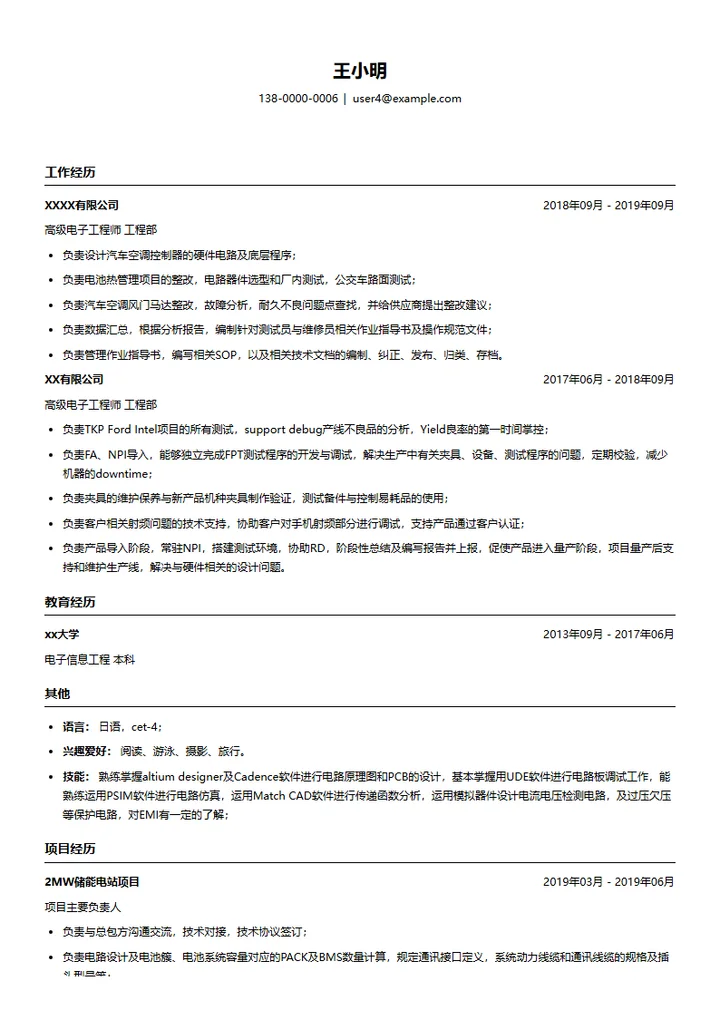 王小明
138-0000-0006 | user4@example.com
工作经历
XXXX有限公司 2018年09月 - 2019年09月
高级电子工程师 工程部
• 负责设计汽车空调控制器的硬件电路及底层程序；
• 负责电池热管理项目的整改，电路器件选型和厂内测试，公交车路面测试；
• 负责汽车空调风门马达整改，故障分析，耐久不良问题点查找，并给供应商提出整改建议；
• 负责数据汇总，根据分析报告，编制针对测试员与维修员相关作业指导书及操作规范文件；
• 负责管理作业指导书，编写相关SOP，以及相关技术文档的编制、纠正、发布、归类、存档。
XX有限公司 2017年06月 - 2018年09月
高级电子工程师 工程部
• 负责TKP Ford Intel项目的所有测试，support debug产线不良品的分析，Yield良率的第一时间掌控；
• 负责FA、NPI导入，能够独立完成FPT测试程序的开发与调试，解决生产中有关夹具、设备、测试程序的问题，定期校验，减少
机器的downtime；
• 负责夹具的维护保养与新产品机种夹具制作验证，测试备件与控制易耗品的使用；
• 负责客户相关射频问题的技术支持，协助客户对手机射频部分进行调试，支持产品通过客户认证；
• 负责产品导入阶段，常驻NPI，搭建测试环境，协助RD，阶段性总结及编写报告并上报，促使产品进入量产阶段，项目量产后支
持和维护生产线，解决与硬件相关的设计问题。
教育经历
xx大学 2013年09月 - 2017年06月
电子信息工程 本科
其他
• 语言： 日语，cet-4；
• 兴趣爱好： 阅读、游泳、摄影、旅行。
• 技能： 熟练掌握altium designer及Cadence软件进行电路原理图和PCB的设计，基本掌握用UDE软件进行电路板调试工作，能
熟练运用PSIM软件进行电路仿真，运用Match CAD软件进行传递函数分析，运用模拟器件设计电流电压检测电路，及过压欠压
等保护电路，对EMI有一定的了解；
项目经历
2MW储能电站项目 2019年03月 - 2019年06月
项目主要负责人
• 负责与总包方沟通交流，技术对接，技术协议签订；
• 负责电路设计及电池簇、电池系统容量对应的PACK及BMS数量计算，规定通讯接口定义，系统动力线缆和通讯线缆的规格及插